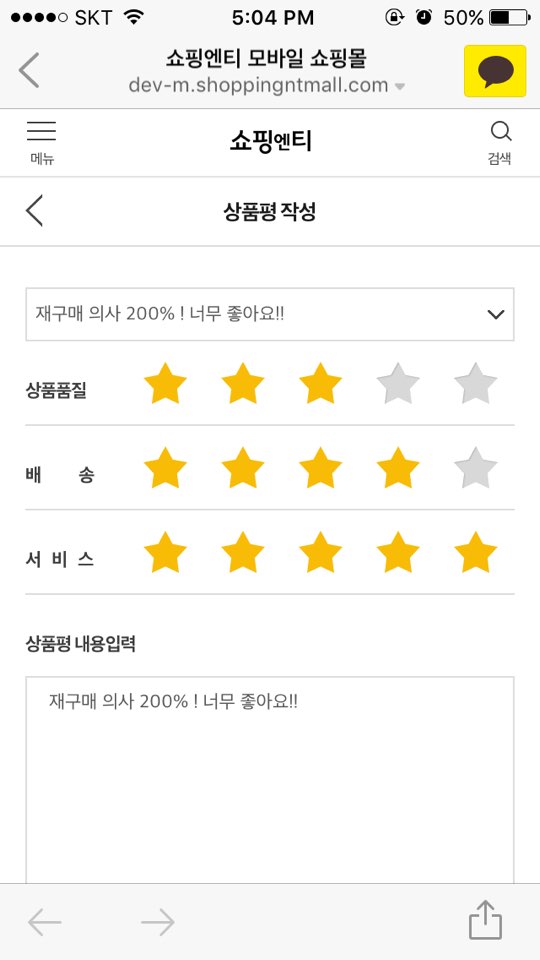 SKT 5:04 PM 50%
쇼핑엔티 모바일 쇼핑몰
dev-m.shoppingntmall.com
메뉴
쇼핑엔티
검색
상품평 작성
재구매 의사 200% ! 너무 좋아요!!
상품품질
배 송
서 비 스
상품평 내용입력
재구매 의사 200% ! 너무 좋아요!!